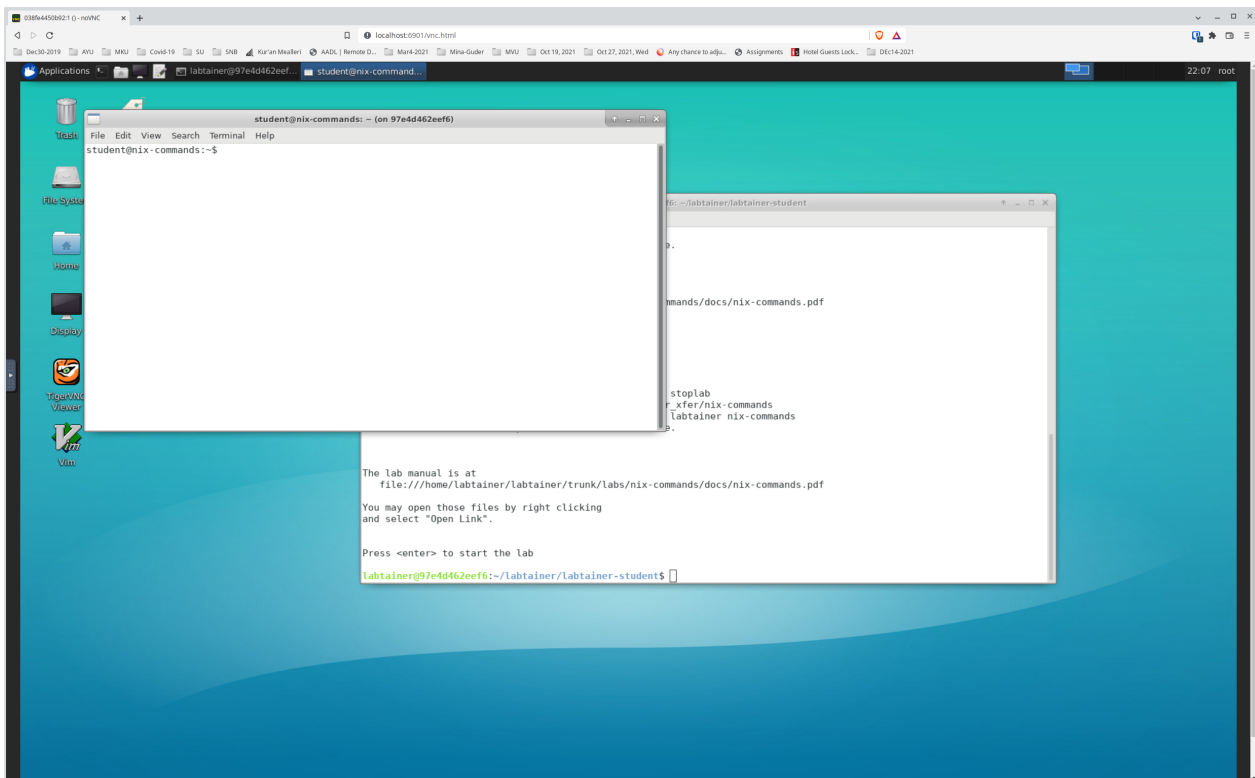 038fe4450b92:1 () - noVNC
localhost:6901/vnc.html
Dec30-2019 AYU MKU Covid-19 SU SNB Kur'an Mealleri AADL | Remote D... Mar4-2021 Mina-Guder MVU Oct 19, 2021 Oct 27, 2021, Wed Any chance to adju... Assignments Hotel Guests Lock... DEc14-2021
Applications labtainer@97e4d462eef... student@nix-command... 22:07 root
student@nix-commands: ~ (on 97e4d462eef6)
File Edit View Search Terminal Help
student@nix-commands:~$
Trash
File Syste
Home
Display
TigerVNC
Viewer
Vim
f6: ~/labtainer/labtainer-student
e.
mmands/docs/nix-commands.pdf
stoplab
r_xfer/nix-commands
labtainer nix-commands
e.
The lab manual is at
file:///home/labtainer/labtainer/trunk/labs/nix-commands/docs/nix-commands.pdf
You may open those files by right clicking
and select "Open Link".
Press <enter> to start the lab
labtainer@97e4d462eef6:~/labtainer/labtainer-student$